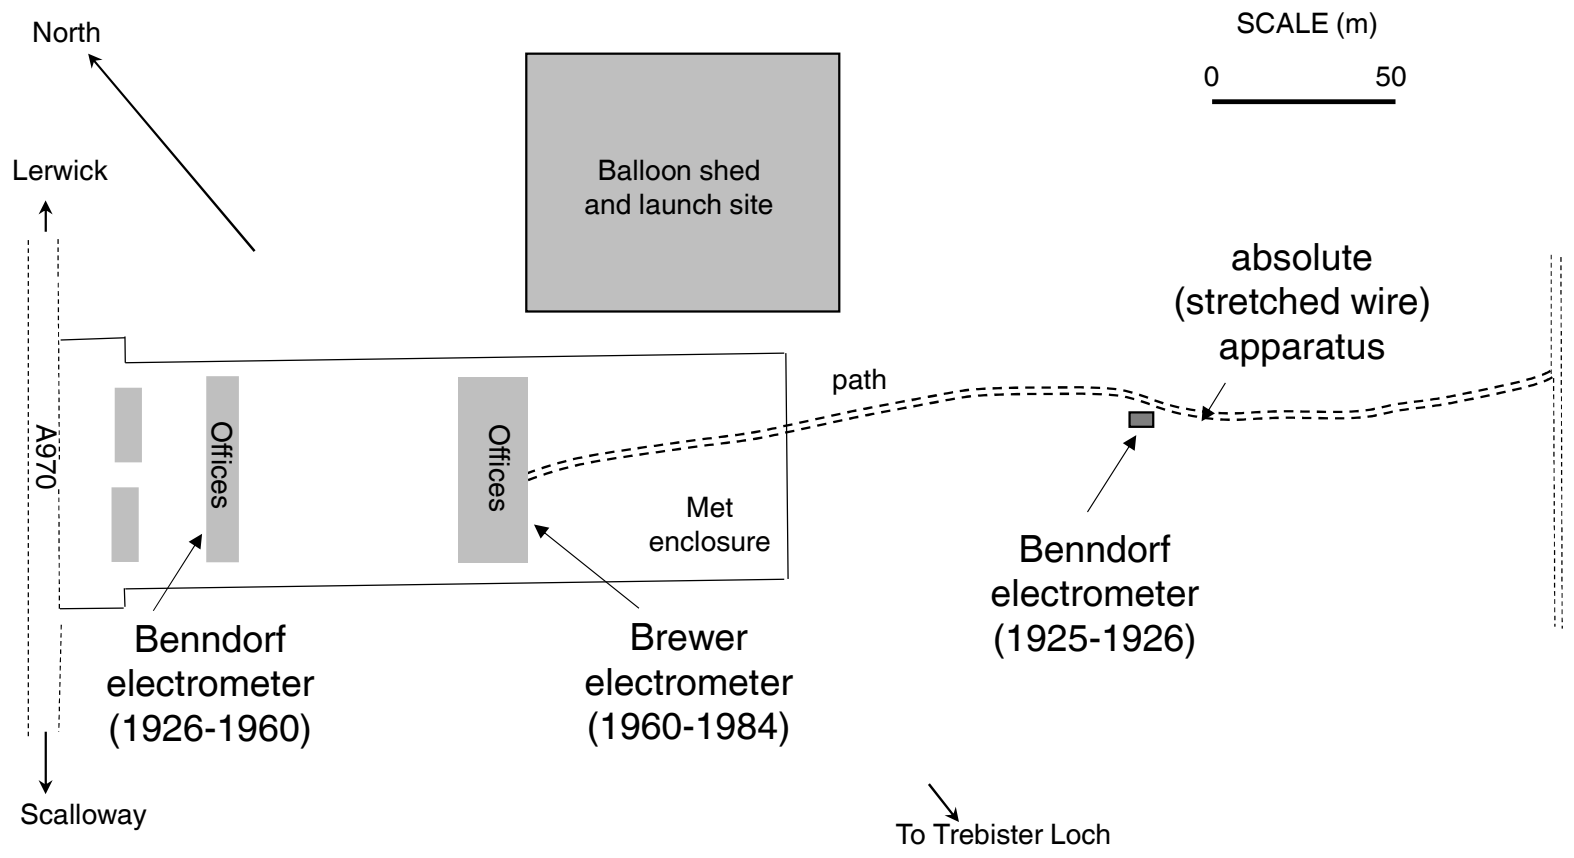 North
SCALE (m)
0 50
Lerwick
Balloon shed
and launch site
absolute
(stretched wire)
apparatus
path
A970
Offices
Offices
Met
enclosure
Benndorf
electrometer
(1926-1960)
Brewer
electrometer
(1960-1984)
Benndorf
electrometer
(1925-1926)
Scalloway
To Trebister Loch